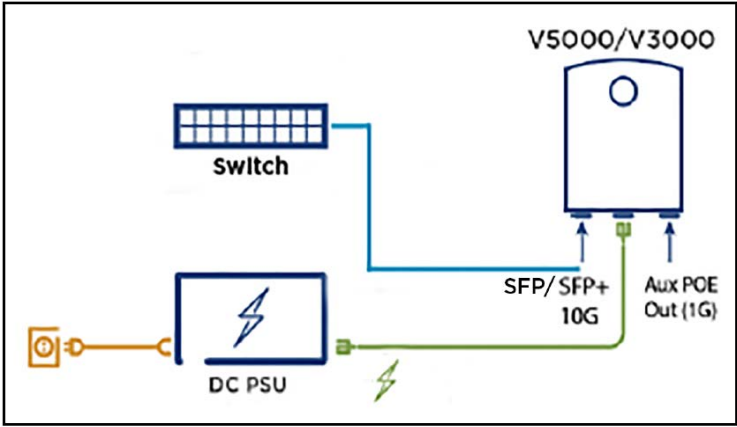 V5000/V3000
Switch
SFP/ SFP+
10G
Aux POE
Out (1G)
DC PSU